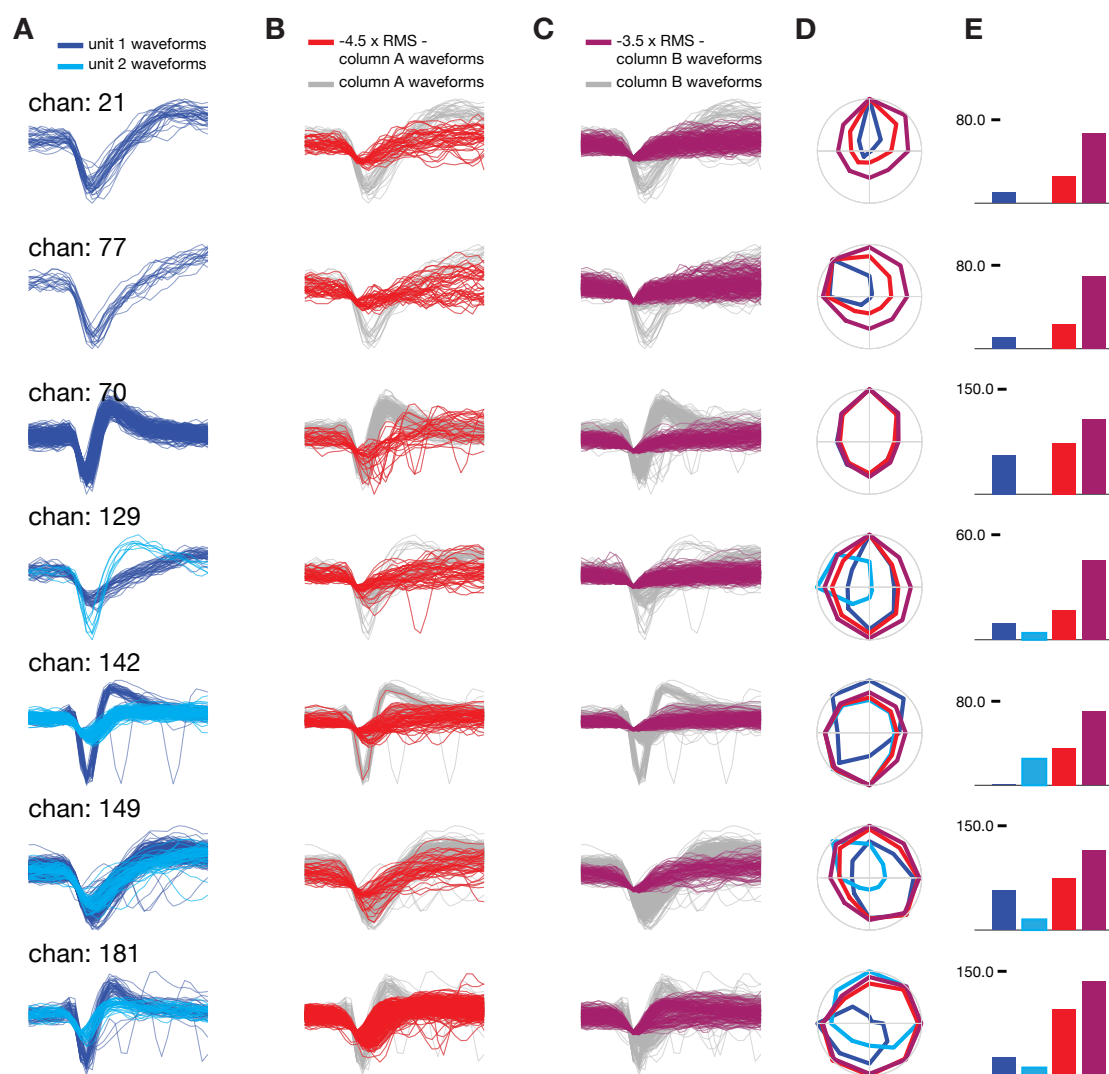 A
unit 1 waveforms
unit 2 waveforms
B
-4.5 x RMS -
column A waveforms
column A waveforms
C
-3.5 x RMS -
column B waveforms
column B waveforms
D
E
chan: 21
80.0
chan: 77
80.0
chan: 70
150.0
chan: 129
60.0
chan: 142
80.0
chan: 149
150.0
chan: 181
150.0